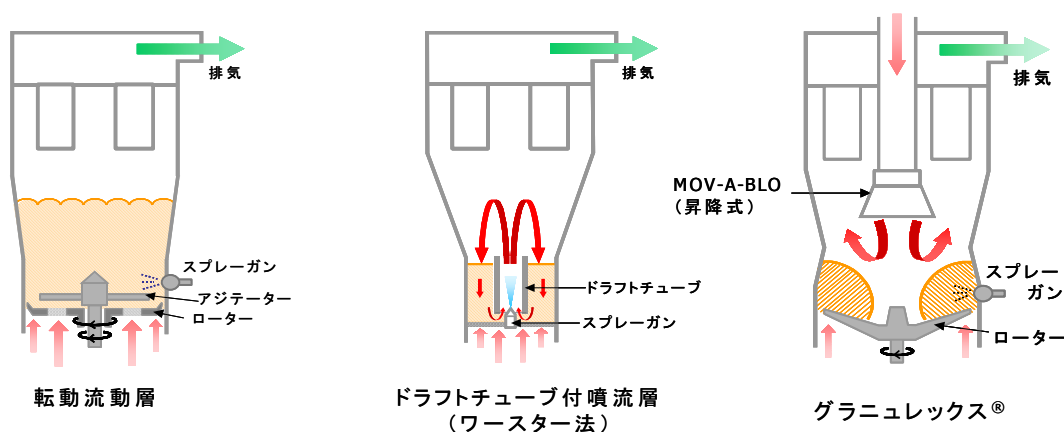 排気
スプレーガン
アジテーター
ローター
転動流動層
排気
ドラフトチューブ
スプレーガン
ドラフトチューブ付噴流層
（ワースター法）
排気
MOV-A-BLO
（昇降式）
スプレー
ガン
ローター
グラニュレックス®